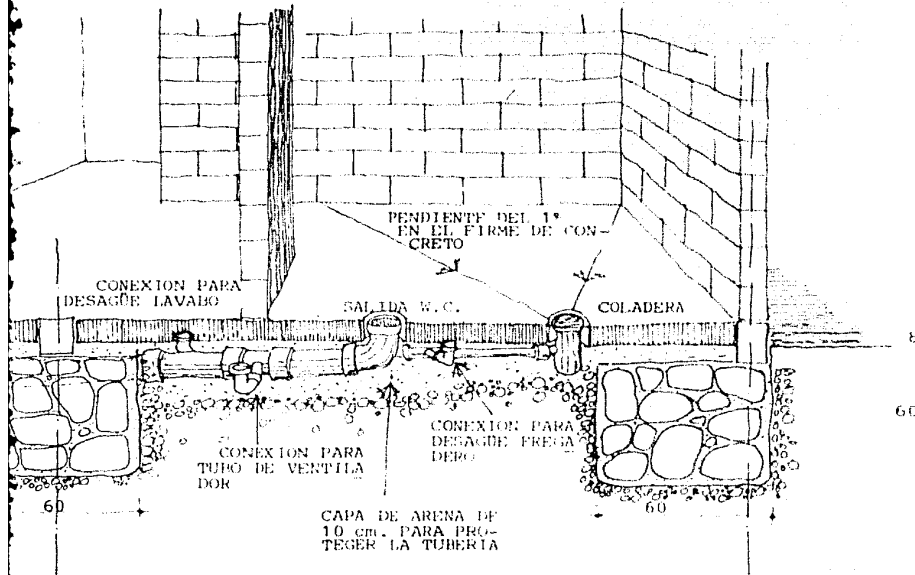 PENDIENTE DEL 1°
EN EL FIRME DE CON-
CRETO
CONEXION PARA
DESAGÜE LAVABO
SALIDA W.C.
COLADERA
8
60
CONEXION PARA
TUBO DE VENTILA
DOR
CONEXION PARA
DESAGÜE FREGA
DERO
60
60
CAPA DE ARENA DE
10 cm. PARA PRO-
TEGER LA TUBERIA